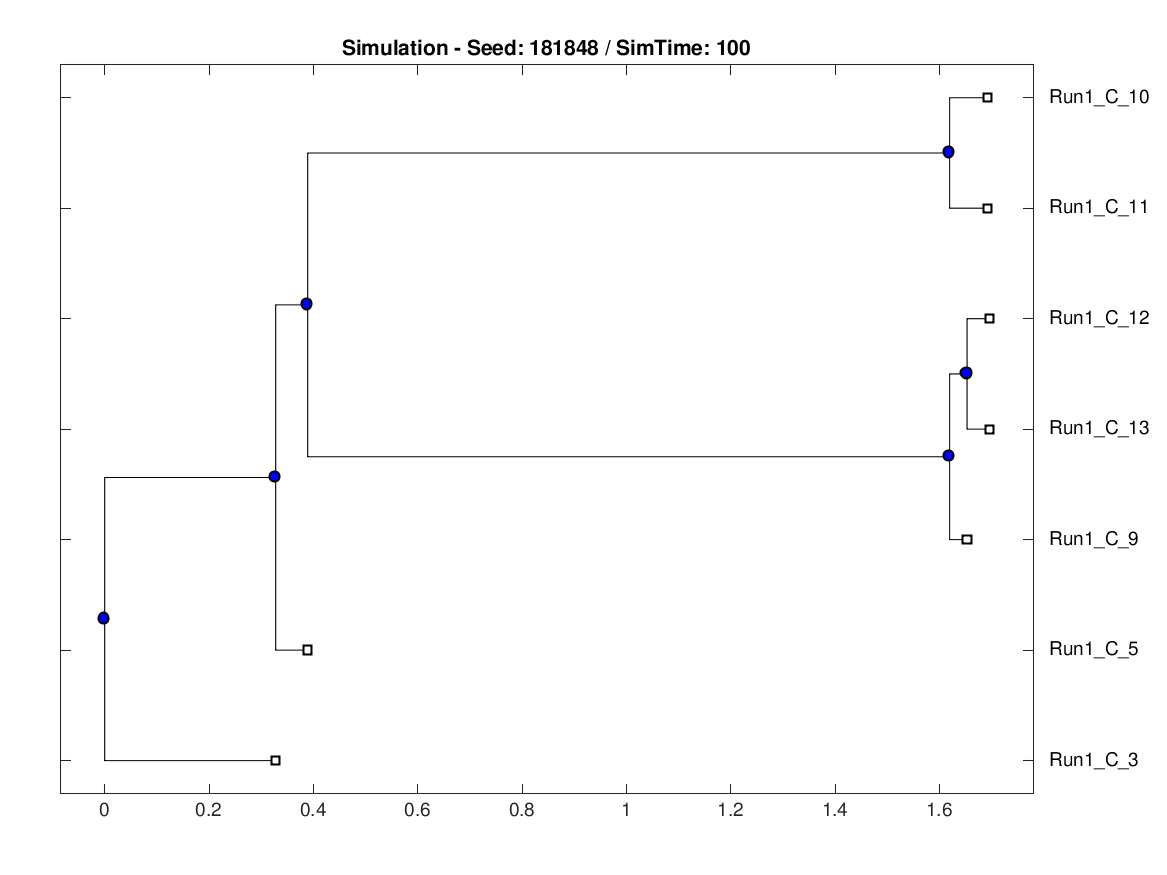 Simulation - Seed: 181848 / SimTime: 100
Run1_C_10
Run1_C_11
Run1_C_12
Run1_C_13
Run1_C_9
Run1_C_5
Run1_C_3
0 0.2 0.4 0.6 0.8 1 1.2 1.4 1.6